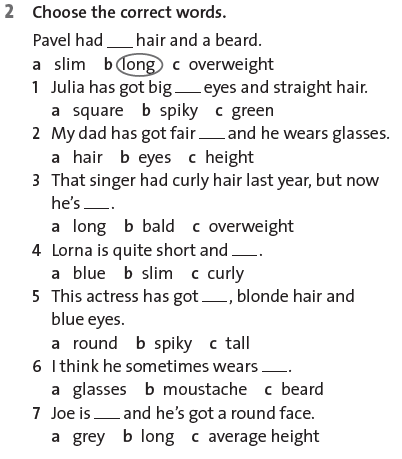 2 Choose the correct words.
Pavel had ___ hair and a beard.
a slim b long c overweight
1 Julia has got big ___ eyes and straight hair.
a square b spiky c green
2 My dad has got fair ___ and he wears glasses.
a hair b eyes c height
3 That singer had curly hair last year, but now
he's ___ .
a long b bald c overweight
4 Lorna is quite short and ___ .
a blue b slim c curly
5 This actress has got ___ , blonde hair and
blue eyes.
a round b spiky c tall
6 I think he sometimes wears ___ .
a glasses b moustache c beard
7 Joe is ___ and he's got a round face.
a grey b long c average height